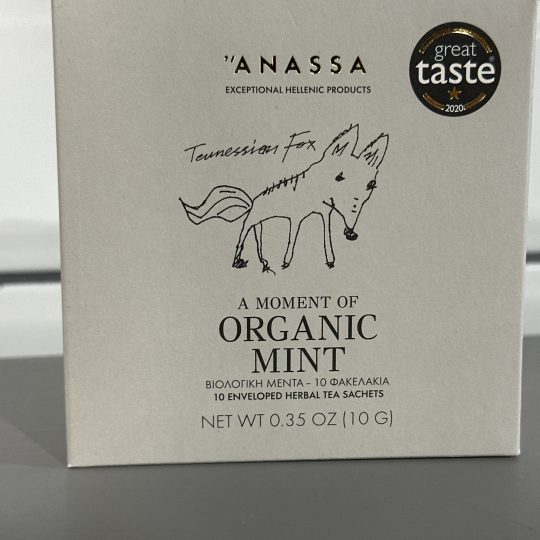 "ANASSA
EXCEPTIONAL HELLENIC PRODUCTS
great
taste®
2020
Teunession Fox
A MOMENT OF
ORGANIC
MINT
ΒΙΟΛΟΓΙΚΗ ΜΕΝΤΑ – 10 ΦΑΚΕΛΑΚΙΑ
10 ENVELOPED HERBAL TEA SACHETS
NET WT 0.35 OZ (10 G)